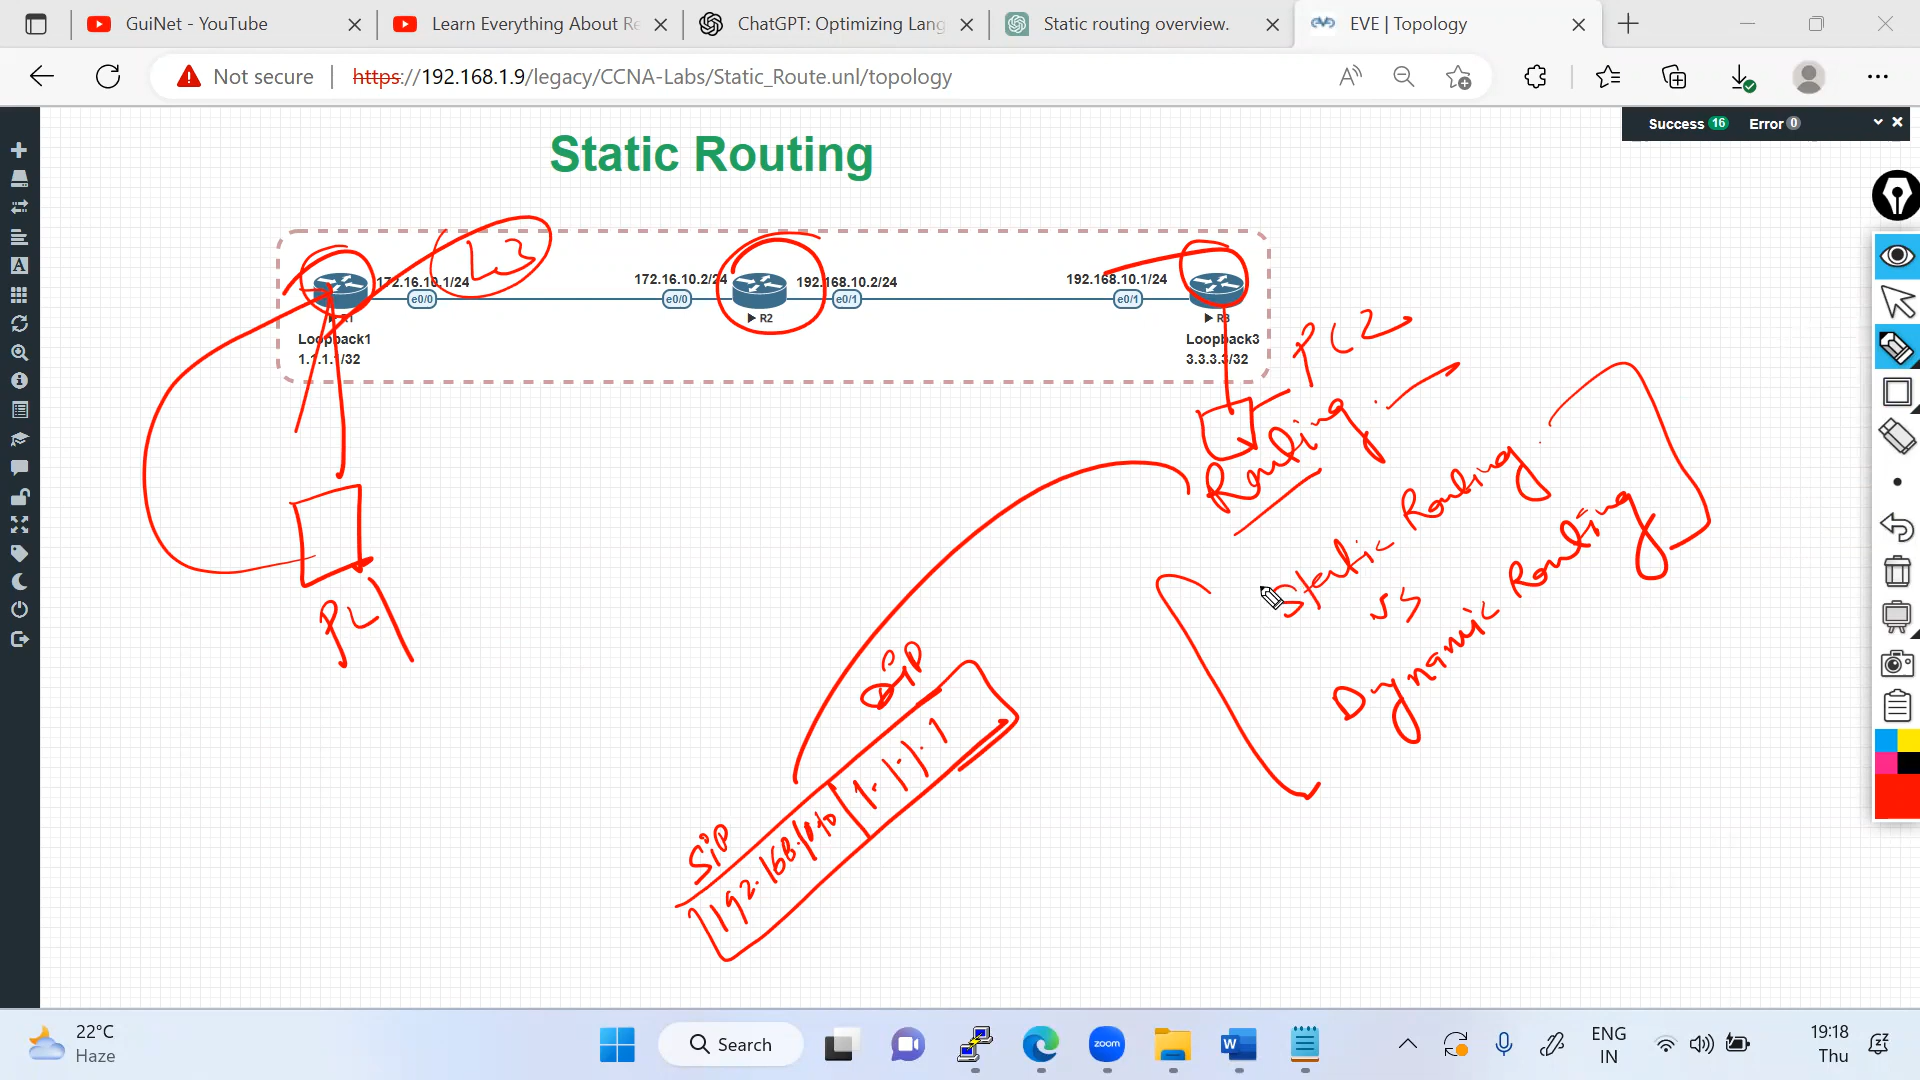 GuiNet - YouTube
Learn Everything About Re
ChatGPT: Optimizing Lang
Static routing overview.
EVE | Topology
Not secure
https://192.168.1.9/legacy/CCNA-Labs/Static_Route.unl/topology
Success 16 Error 0
Static Routing
L3
172.16.10.1/24
172.16.10.2/24
192.168.10.2/24
192.168.10.1/24
e0/0
e0/0
e0/1
e0/1
R1
R2
R3
Loopback1
1.1.1.1/32
Loopback3
3.3.3.3/32
PC2
Routing
Static Routing
vs
Dynamic Routing
PC1
DIP
SIP
192.168.10.10
1.1.1.1
22°C
Haze
Search
zoom
ENG
IN
19:18
Thu